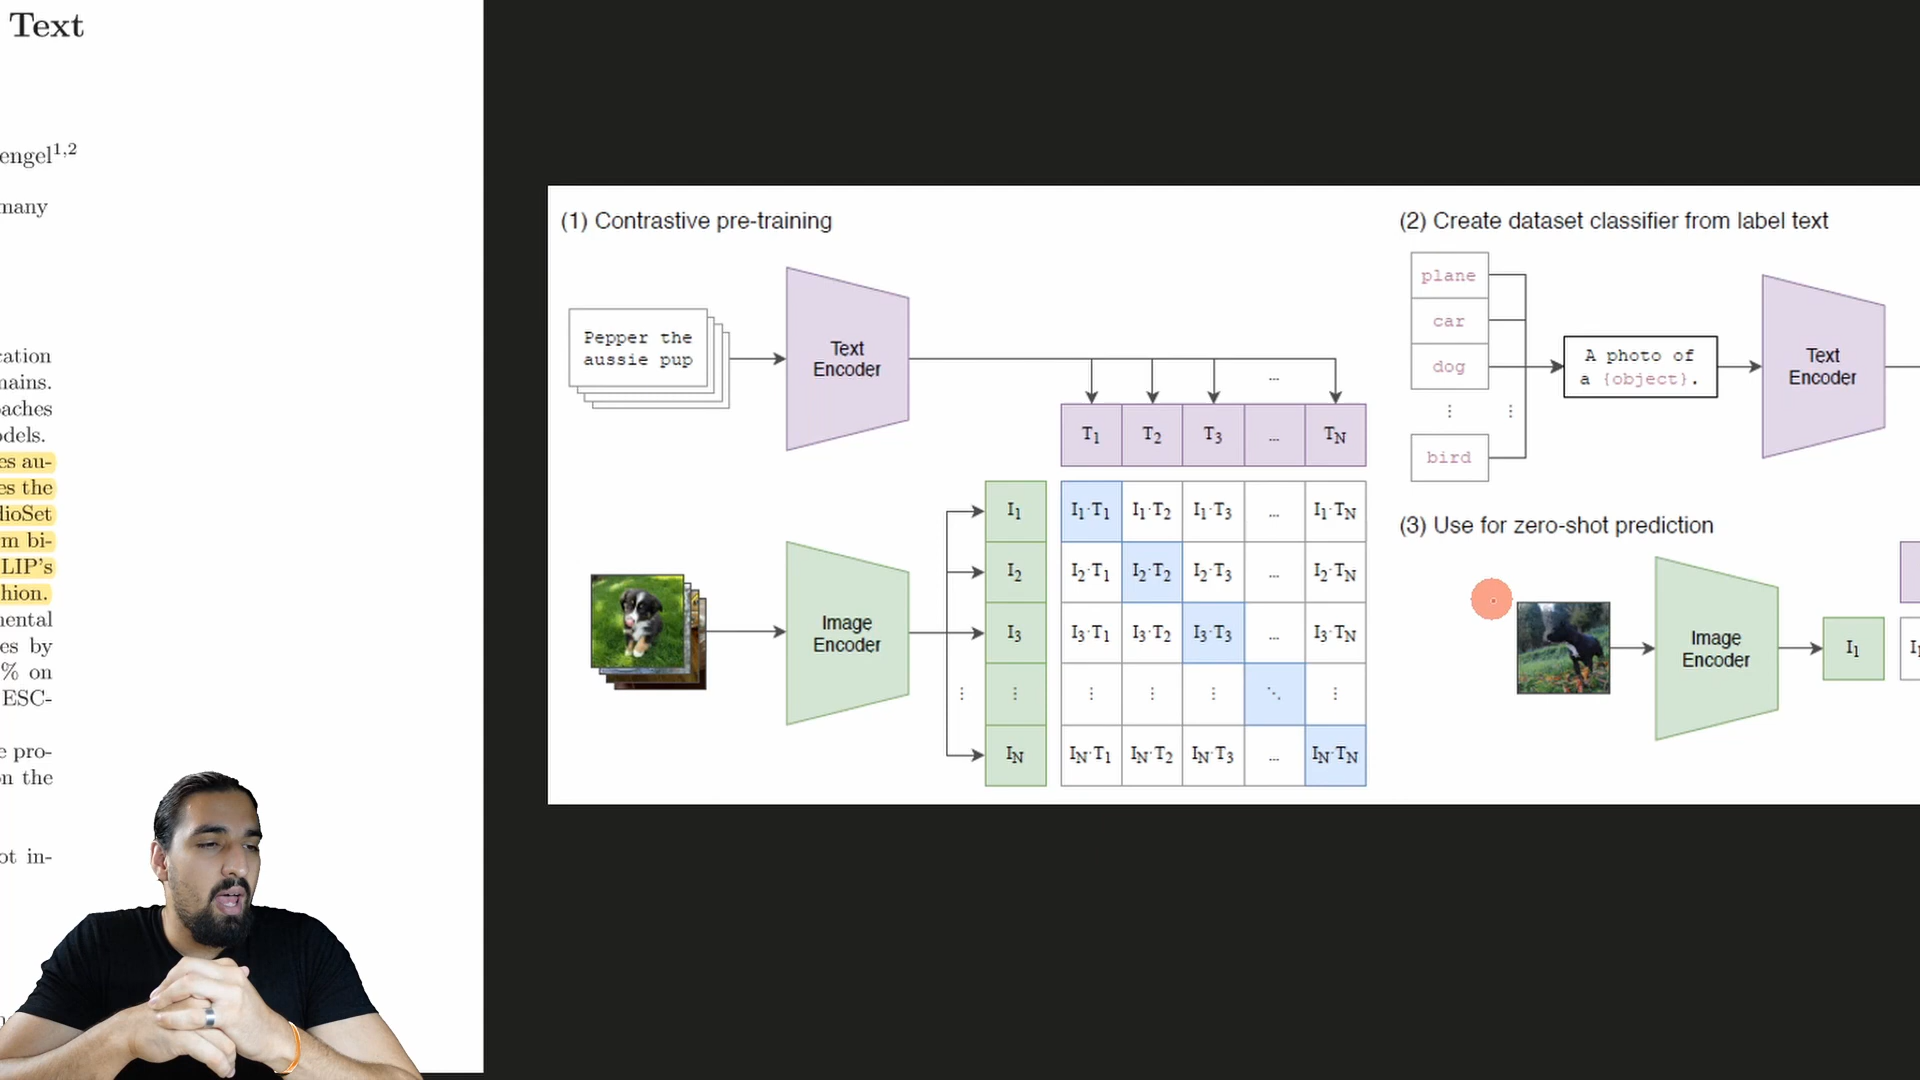 Text
engel1,2
many
cation
nains.
oaches
odels.
es au-
es the
dioSet
m bi-
LIP's
hion.
mental
es by
% on
ESC-
e pro-
n the
ot in-
(1) Contrastive pre-training
Pepper the
aussie pup
Text
Encoder
T1 T2 T3 ... TN
I1 I1·T1 I1·T2 I1·T3 ... I1·TN
I2 I2·T1 I2·T2 I2·T3 ... I2·TN
I3 I3·T1 I3·T2 I3·T3 ... I3·TN
⋮ ⋮ ⋮ ⋮ ⋮ ⋱ ⋮
IN IN·T1 IN·T2 IN·T3 ... IN·TN
Image
Encoder
(2) Create dataset classifier from label text
plane
car
dog
⋮ ⋮
bird
A photo of
a {object}.
Text
Encoder
(3) Use for zero-shot prediction
Image
Encoder
I1